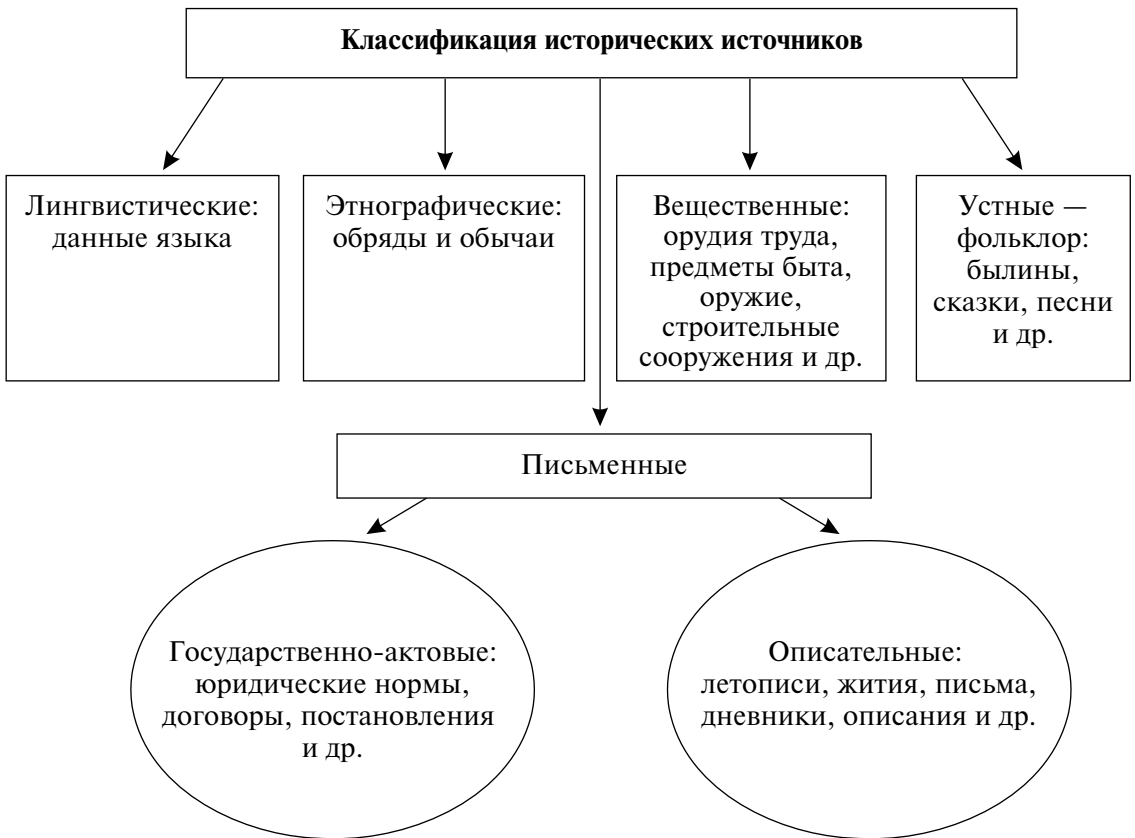 Классификация исторических источников
Лингвистические:
данные языка
Этнографические:
обряды и обычаи
Вещественные:
орудия труда,
предметы быта,
оружие,
строительные
сооружения и др.
Устные —
фольклор:
былины,
сказки, песни
и др.
Письменные
Государственно-актовые:
юридические нормы,
договоры, постановления
и др.
Описательные:
летописи, жития, письма,
дневники, описания и др.